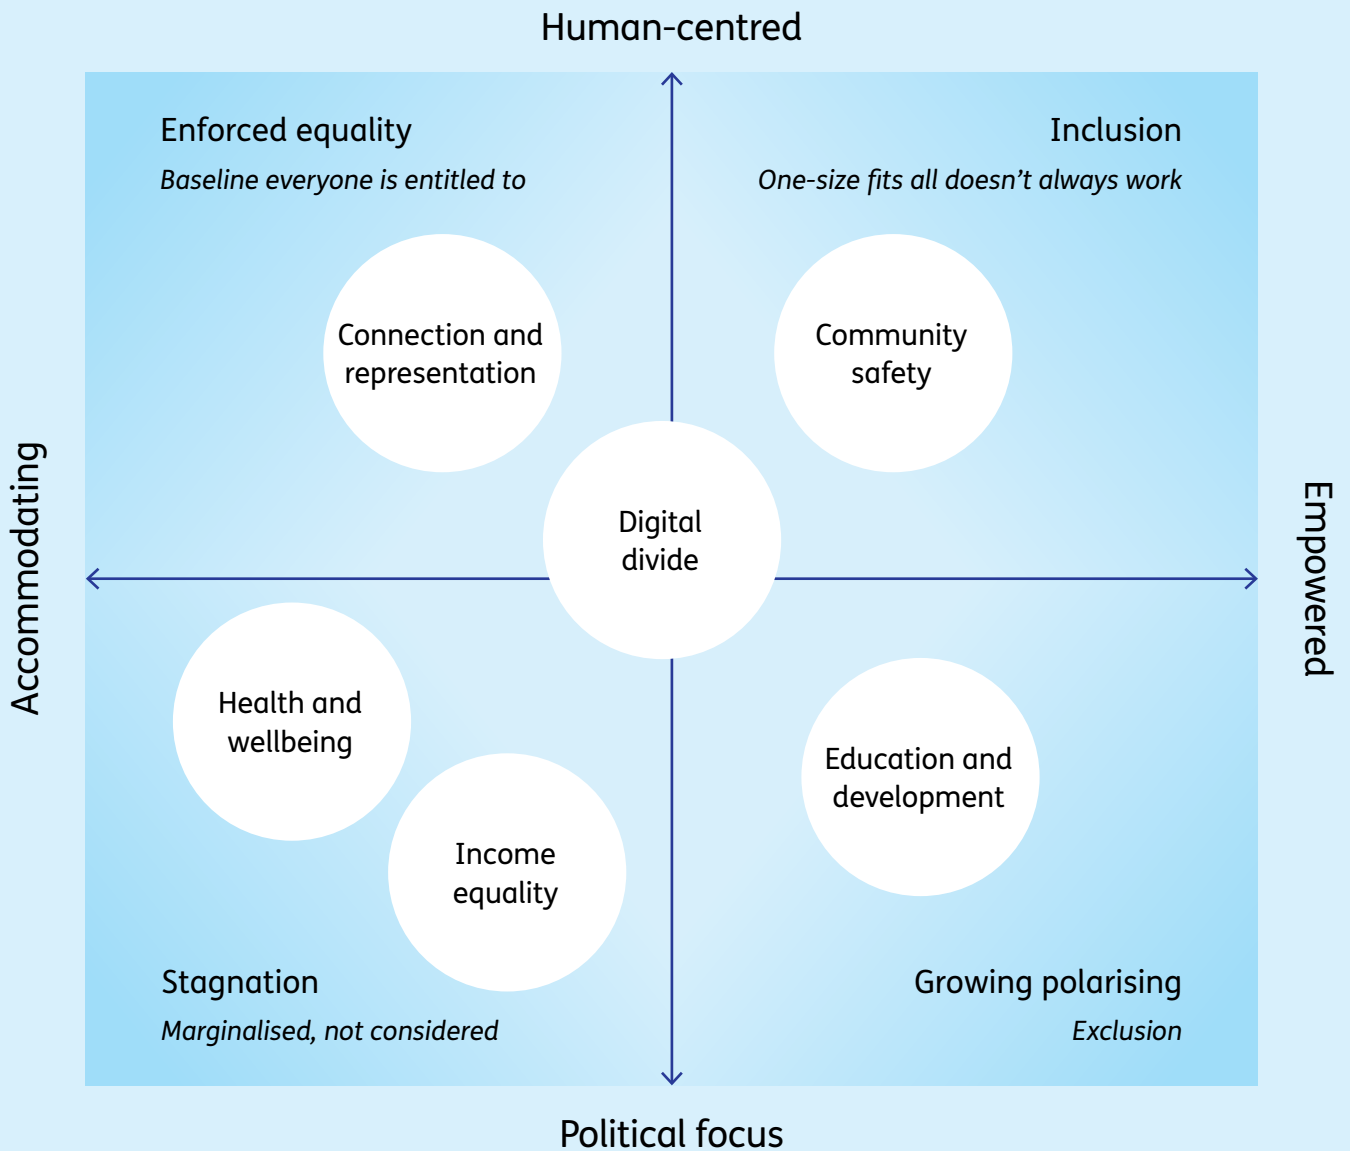 Human-centred
Enforced equality
Baseline everyone is entitled to
Inclusion
One-size fits all doesn't always work
Connection and
representation
Community
safety
Digital
divide
Accommodating
Empowered
Health and
wellbeing
Income
equality
Education and
development
Stagnation
Marginalised, not considered
Growing polarising
Exclusion
Political focus